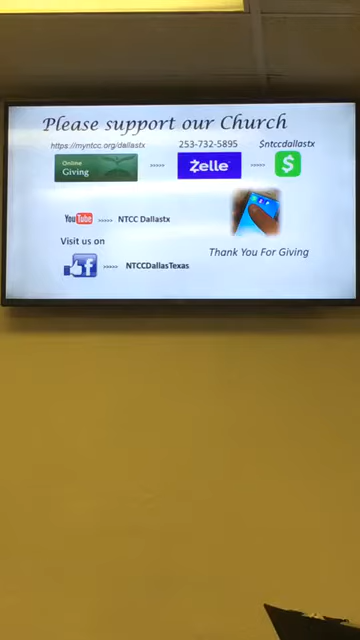 Please support our Church
https://myntcc.org/dallastx
253-732-5895
$ntccdallastx
Online
Giving
>>>>
Zelle
>>>>
$
YouTube >>>> NTCC Dallastx
Visit us on
f >>>> NTCCDallasTexas
Thank You For Giving